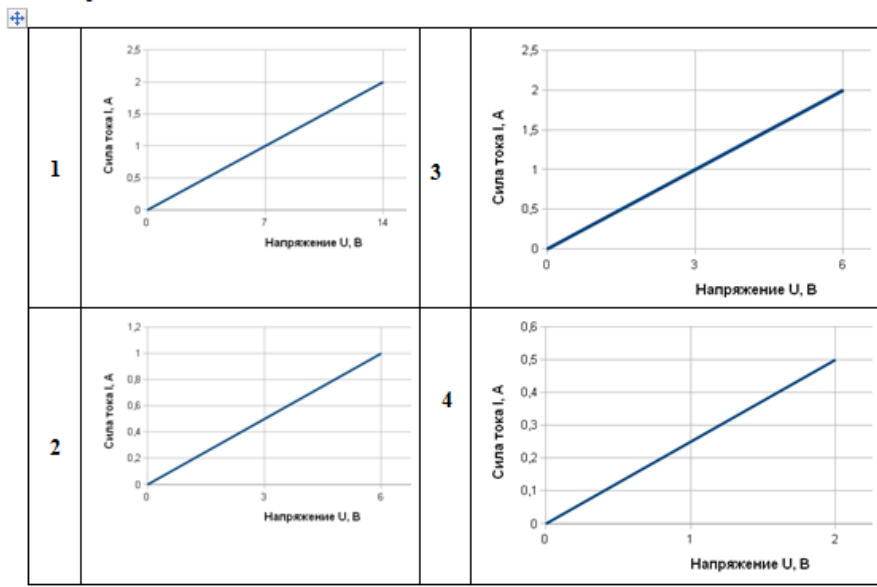 1
2,5
2
1,5
1
0,5
0
0 7 14
Сила тока I, А
Напряжение U, В
3
2,5
2
1,5
1
0,5
0
0 3 6
Сила тока I, А
Напряжение U, В
2
1,2
1
0,8
0,6
0,4
0,2
0
0 3 6
Сила тока I, А
Напряжение U, В
4
0,6
0,5
0,4
0,3
0,2
0,1
0
0 1 2
Сила тока I, А
Напряжение U, В